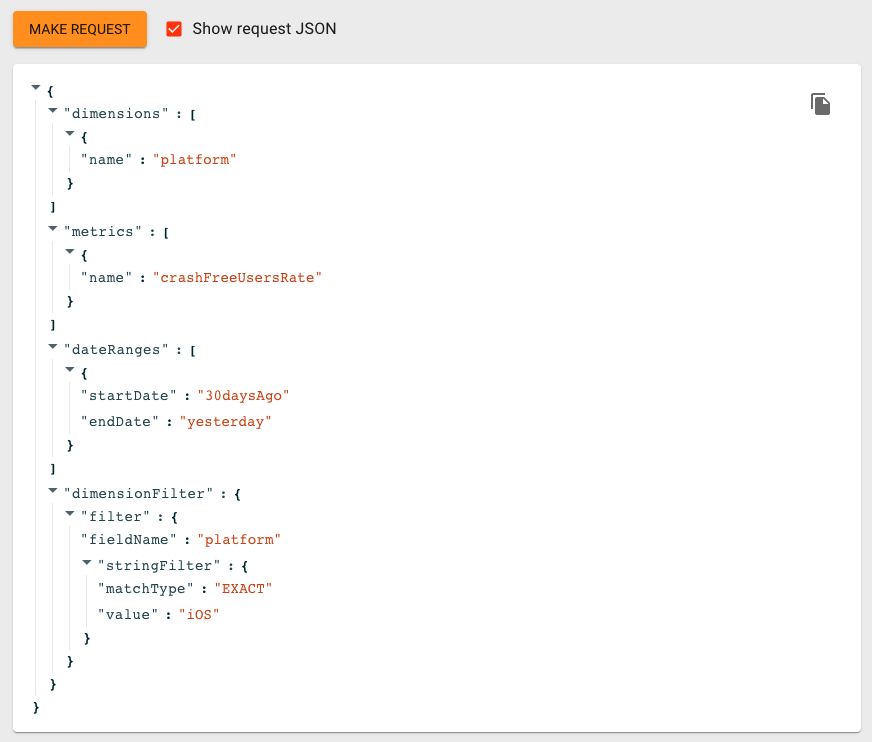 MAKE REQUEST Show request JSON
{
"dimensions" : [
{
"name" : "platform"
}
]
"metrics" : [
{
"name" : "crashFreeUsersRate"
}
]
"dateRanges" : [
{
"startDate" : "30daysAgo"
"endDate" : "yesterday"
}
]
"dimensionFilter" : {
"filter" : {
"fieldName" : "platform"
"stringFilter" : {
"matchType" : "EXACT"
"value" : "iOS"
}
}
}
}